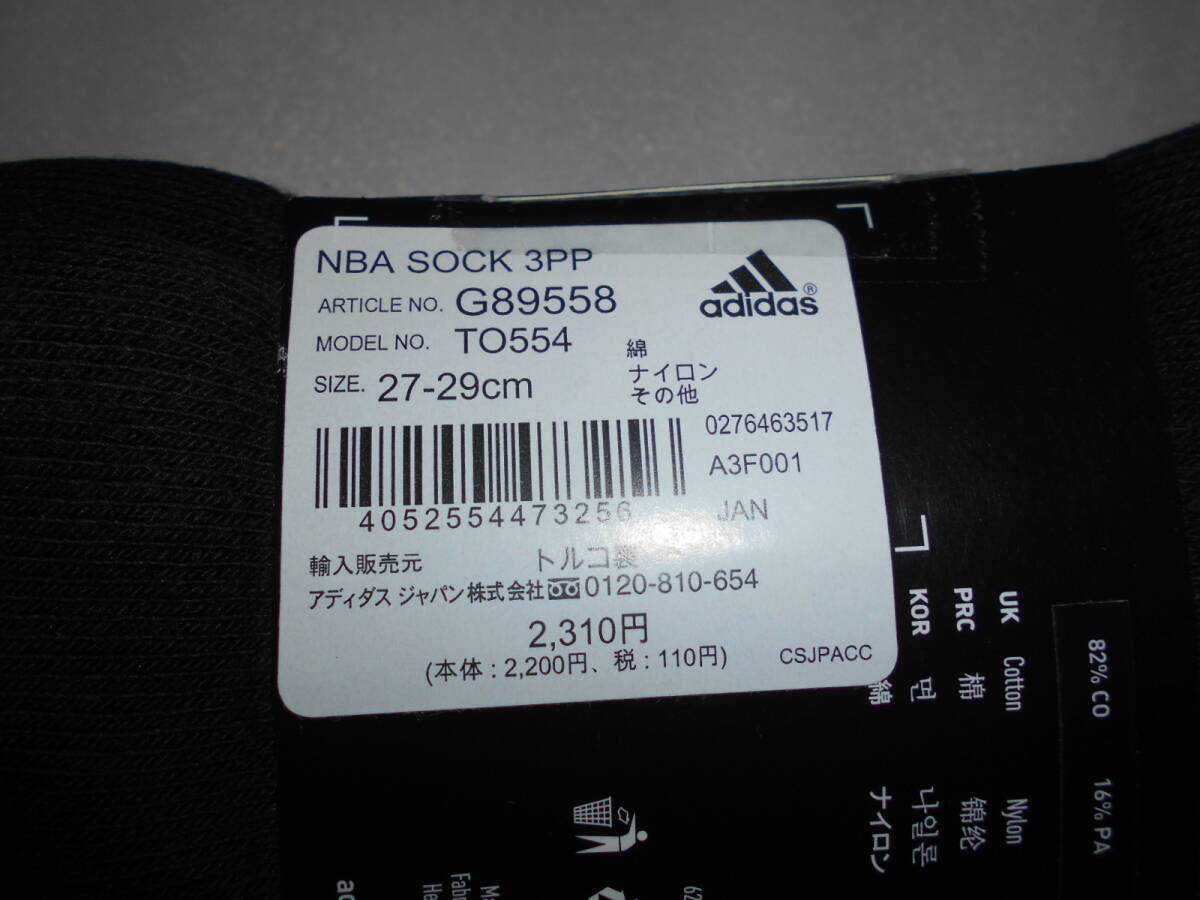 NBA SOCK 3PP
adidas®
ARTICLE NO. G89558
MODEL NO. TO554
SIZE. 27-29cm
綿
ナイロン
その他
0276463517
A3F001
4052554473256
JAN
輸入販売元
トルコ製
アディダス ジャパン株式会社 0120-810-654
2,310円
(本体 : 2,200円、税 : 110円)
CSJPACC
82% CO 16% PA
UK Cotton Nylon
PRC 棉 锦纶
KOR 면 나일론
綿 ナイロン